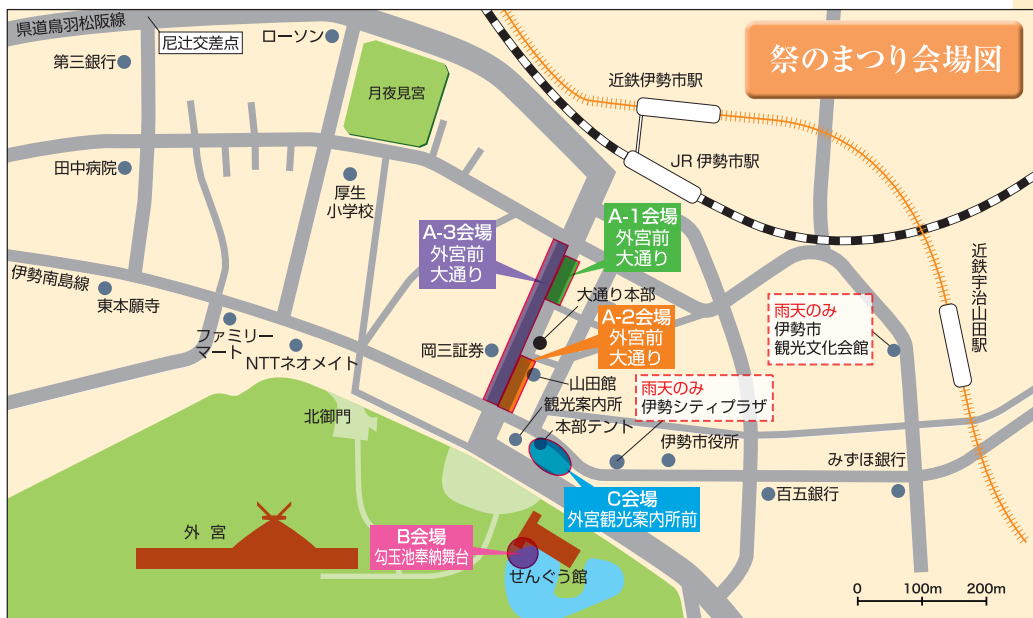 県道鳥羽松阪線
尼辻交差点
ローソン
第三銀行
祭のまつり会場図
近鉄伊勢市駅
月夜見宮
JR伊勢市駅
田中病院
厚生
小学校
A-3会場
外宮前
大通り
A-1会場
外宮前
大通り
伊勢南島線
東本願寺
大通り本部
近鉄宇治山田駅
雨天のみ
伊勢市
観光文化会館
ファミリー
マート
NTTネオメイト
岡三証券
A-2会場
外宮前
大通り
山田館
観光案内所
雨天のみ
伊勢シティプラザ
北御門
本部テント
伊勢市役所
みずほ銀行
百五銀行
C会場
外宮観光案内所前
外宮
B会場
勾玉池奉納舞台
せんぐう館
0 100m 200m